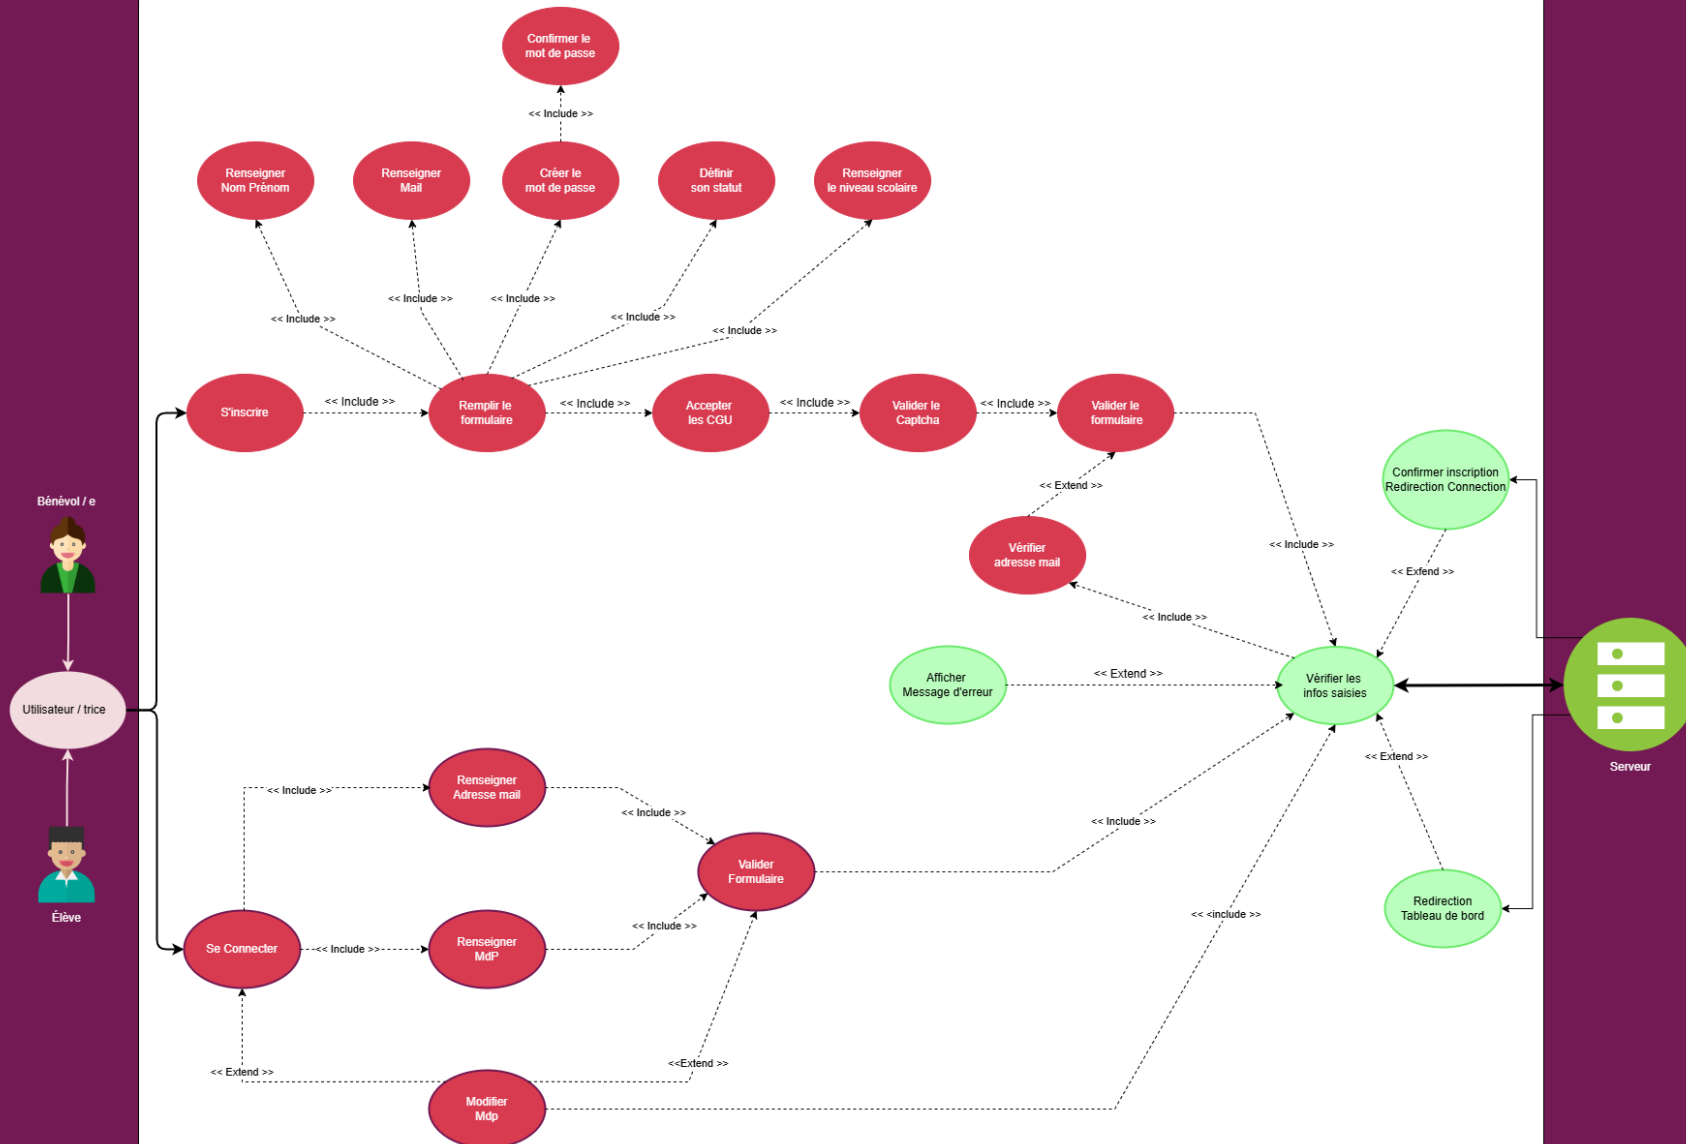 Confirmer le
mot de passe
<< Include >>
Renseigner
Nom Prénom
Renseigner
Mail
Créer le
mot de passe
Définir
son statut
Renseigner
le niveau scolaire
<< Include >>
<< Include >>
<< Include >>
<< Include >>
<< Include >>
S'inscrire
<< Include >>
Remplir le
formulaire
<< Include >>
Accepter
les CGU
<< Include >>
Valider le
Captcha
<< Include >>
Valider le
formulaire
<< Extend >>
Confirmer inscription
Redirection Connection
Bénévol / e
Vérifier
adresse mail
<< Include >>
<< Extend >>
<< Include >>
Afficher
Message d'erreur
<< Extend >>
Vérifier les
infos saisies
Utilisateur / trice
<< Extend >>
Serveur
Renseigner
Adresse mail
<< Include >>
<< Include >>
<< Include >>
Valider
Formulaire
Élève
Redirection
Tableau de bord
<< <include >>
<< Include >>
Se Connecter
<< Include >>
Renseigner
MdP
<<Extend >>
<< Extend >>
Modifier
Mdp